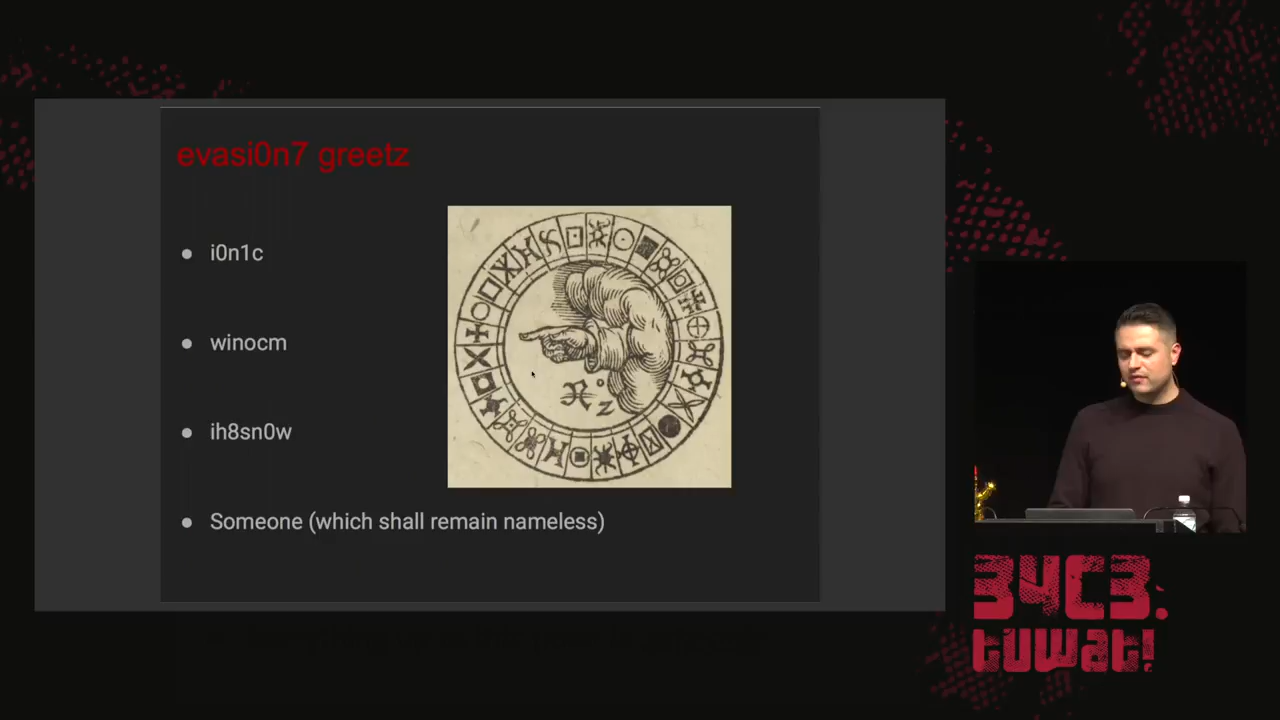 evasi0n7 greetz
i0n1c
winocm
ih8sn0w
Someone (which shall remain nameless)
34C3.
tuwat!